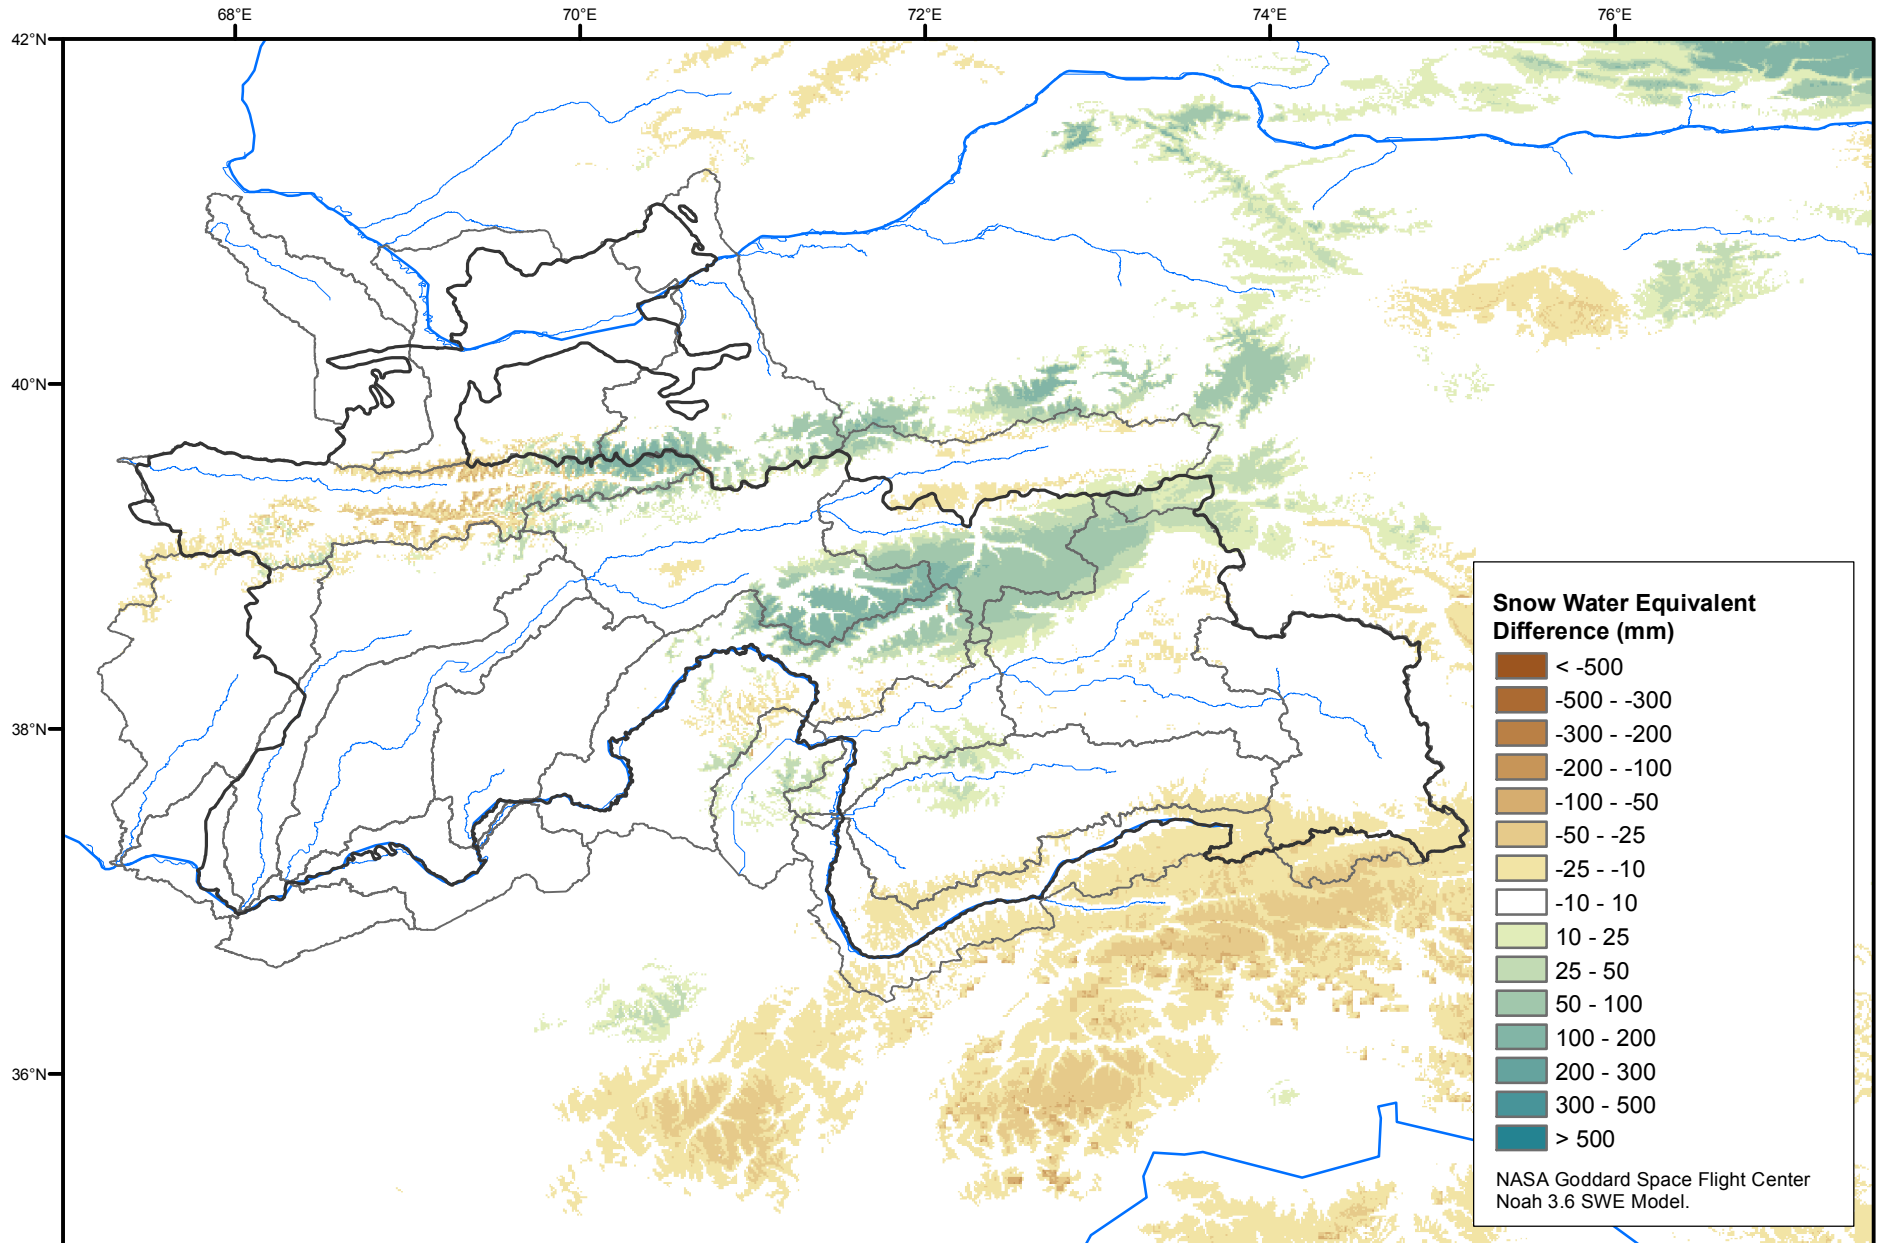 68°E 70°E 72°E 74°E 76°E
42°N
40°N
38°N
36°N
Snow Water Equivalent
Difference (mm)
< -500
-500 - -300
-300 - -200
-200 - -100
-100 - -50
-50 - -25
-25 - -10
-10 - 10
10 - 25
25 - 50
50 - 100
100 - 200
200 - 300
300 - 500
> 500
NASA Goddard Space Flight Center
Noah 3.6 SWE Model.